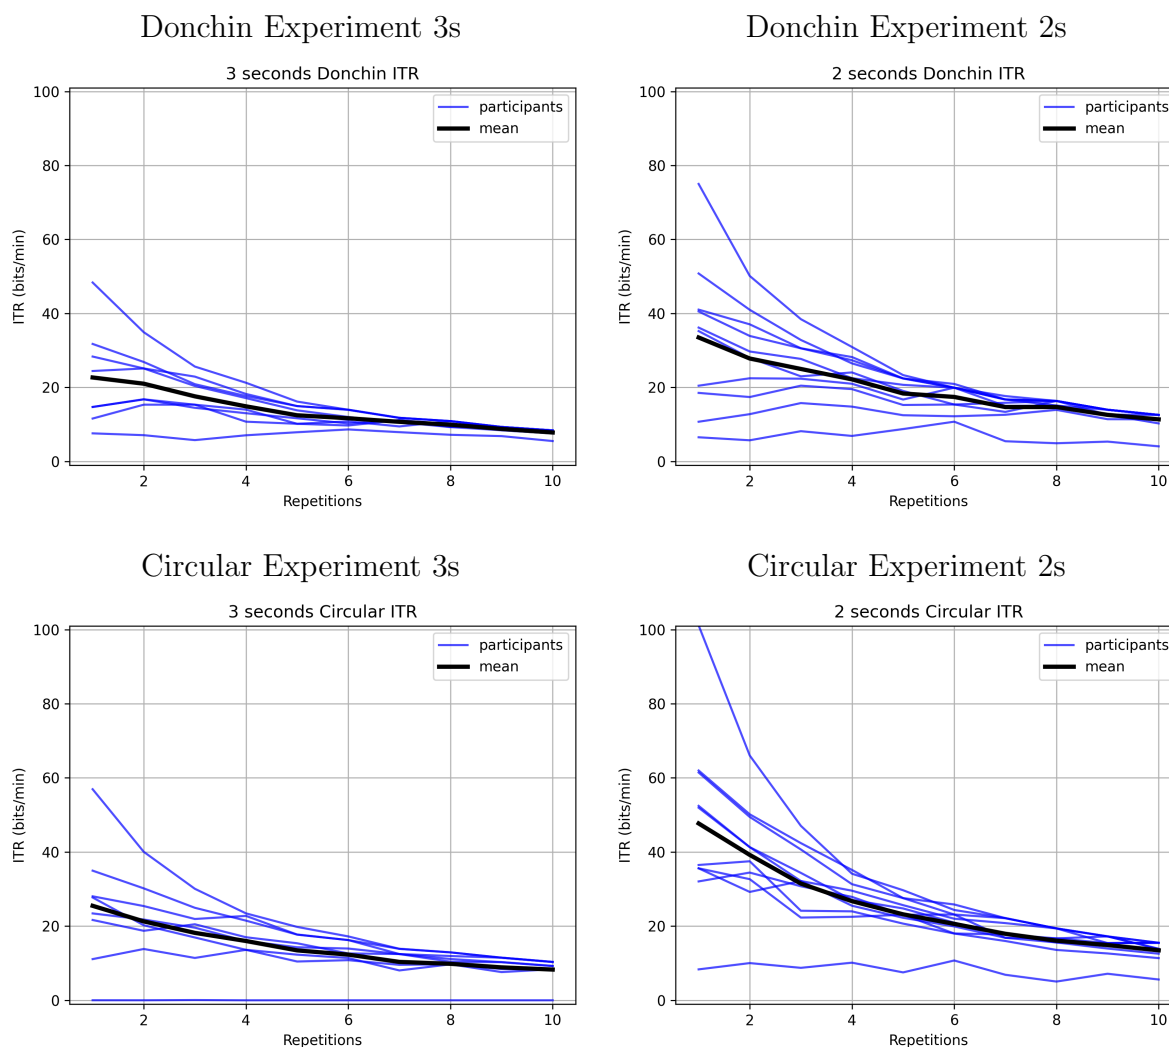 Donchin Experiment 3s
3 seconds Donchin ITR
100
80
60
40
20
0
ITR (bits/min)
participants
mean
2 4 6 8 10
Repetitions
Donchin Experiment 2s
2 seconds Donchin ITR
100
80
60
40
20
0
ITR (bits/min)
participants
mean
2 4 6 8 10
Repetitions
Circular Experiment 3s
3 seconds Circular ITR
100
80
60
40
20
0
ITR (bits/min)
participants
mean
2 4 6 8 10
Repetitions
Circular Experiment 2s
2 seconds Circular ITR
100
80
60
40
20
0
ITR (bits/min)
participants
mean
2 4 6 8 10
Repetitions